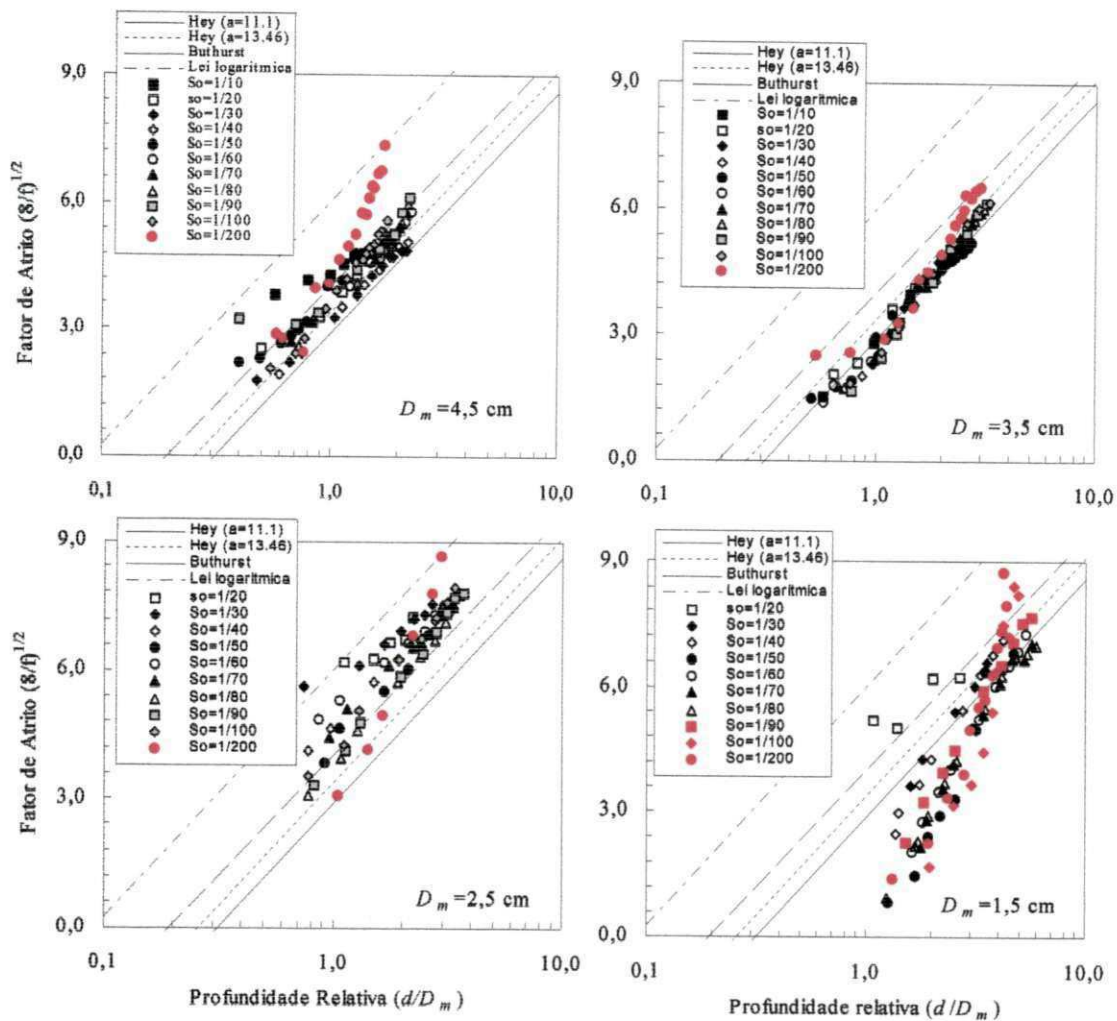 Hey (a=11.1)
Hey (a=13.46)
Buthurst
Lei logaritmica
So=1/10
so=1/20
So=1/30
So=1/40
So=1/50
So=1/60
So=1/70
So=1/80
So=1/90
So=1/100
So=1/200
9,0
6,0
3,0
0,0
Fator de Atrito (8/f)^1/2
D m =4,5 cm
0,1
1,0
10,0
Hey (a=11.1)
Hey (a=13.46)
Buthurst
Lei logaritmica
So=1/10
so=1/20
So=1/30
So=1/40
So=1/50
So=1/60
So=1/70
So=1/80
So=1/90
So=1/100
So=1/200
9,0
6,0
3,0
0,0
D m =3,5 cm
0,1
1,0
10,0
Hey (a=11.1)
Hey (a=13.46)
Buthurst
Lei logaritmica
so=1/20
So=1/30
So=1/40
So=1/50
So=1/60
So=1/70
So=1/80
So=1/90
So=1/100
So=1/200
9,0
6,0
3,0
0,0
Fator de Atrito (8/f)^1/2
D m =2,5 cm
0,1
1,0
10,0
Profundidade Relativa (d/D m )
Hey (a=11.1)
Hey (a=13.46)
Buthurst
Lei logaritmica
so=1/20
So=1/30
So=1/40
So=1/50
So=1/60
So=1/70
So=1/80
So=1/90
So=1/100
So=1/200
9,0
6,0
3,0
0,0
D m =1,5 cm
0,1
1,0
10,0
Profundidade relativa (d /D m )